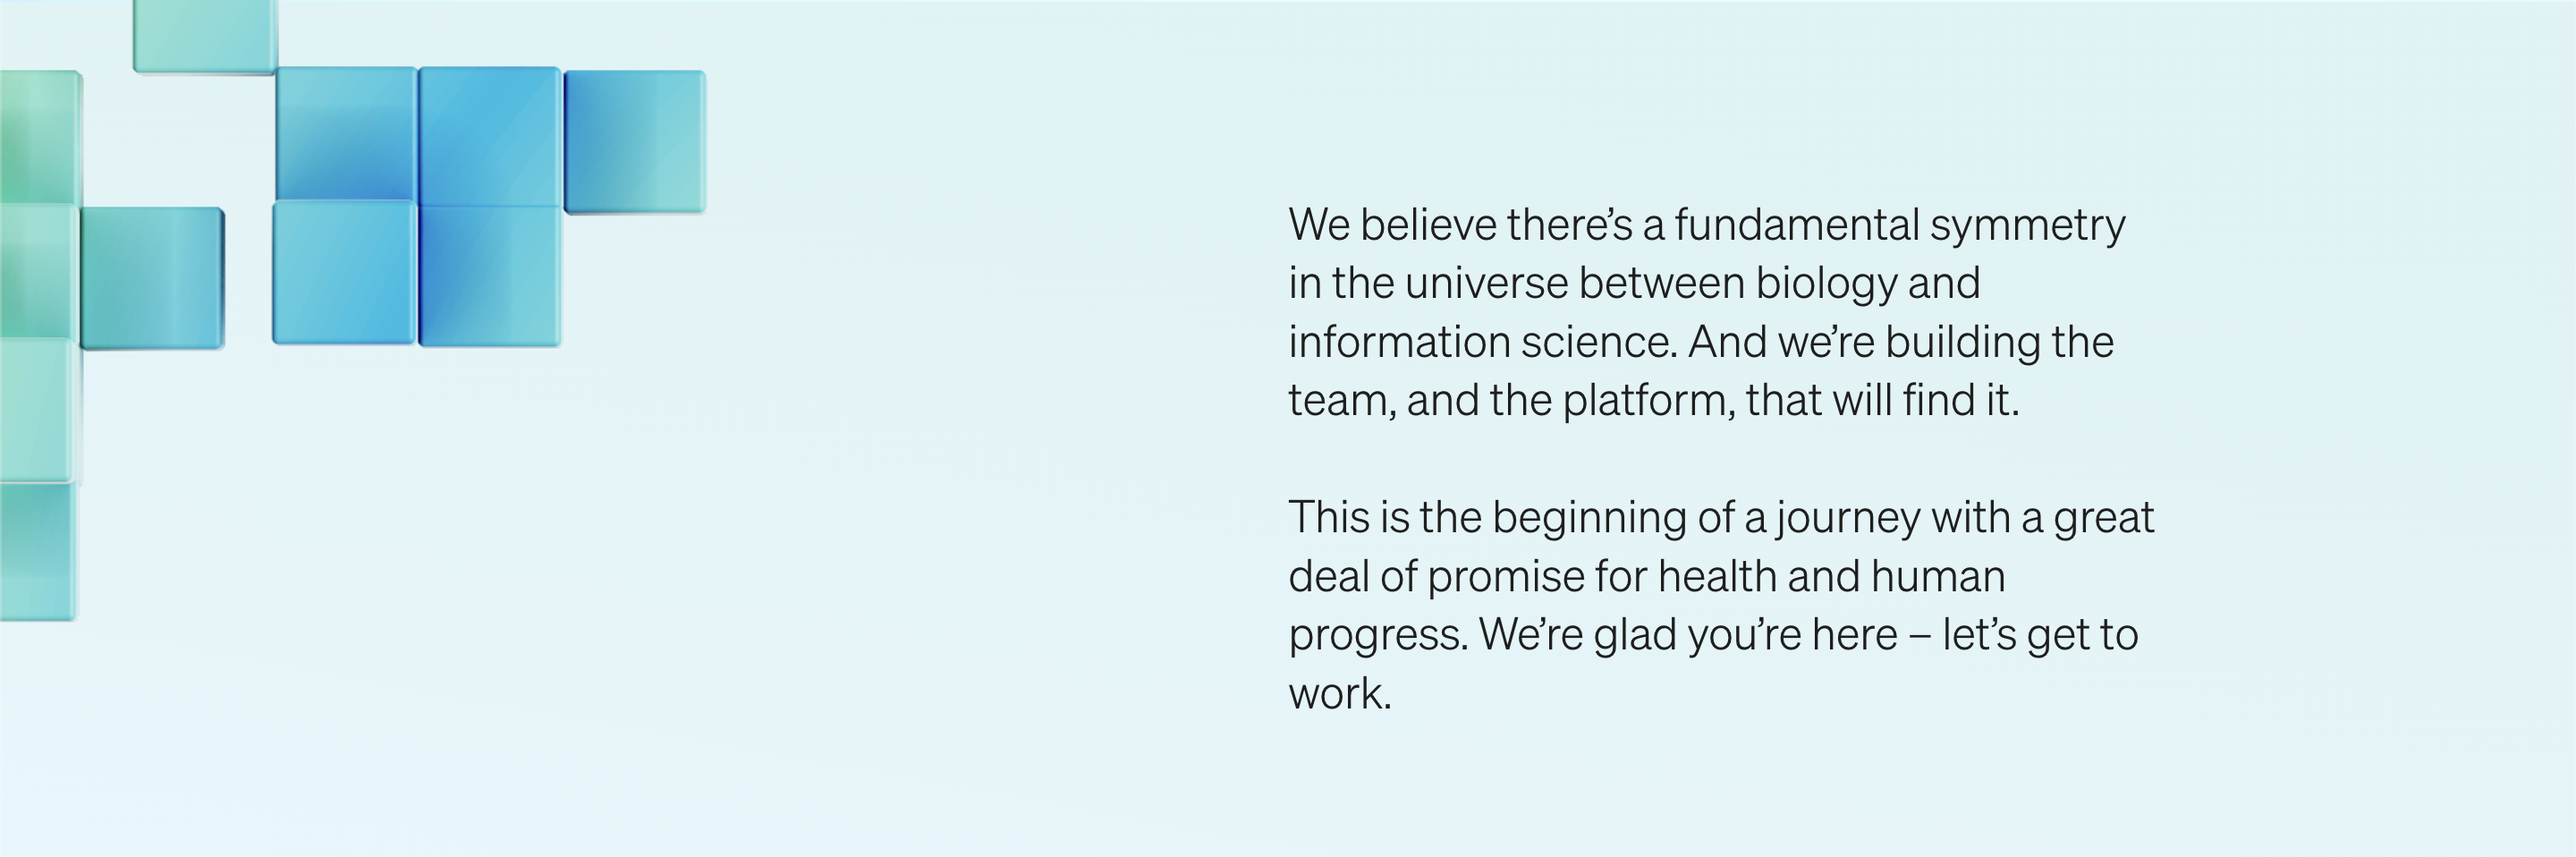 We believe there’s a fundamental symmetry
in the universe between biology and
information science. And we’re building the
team, and the platform, that will find it.
This is the beginning of a journey with a great
deal of promise for health and human
progress. We’re glad you’re here – let’s get to
work.